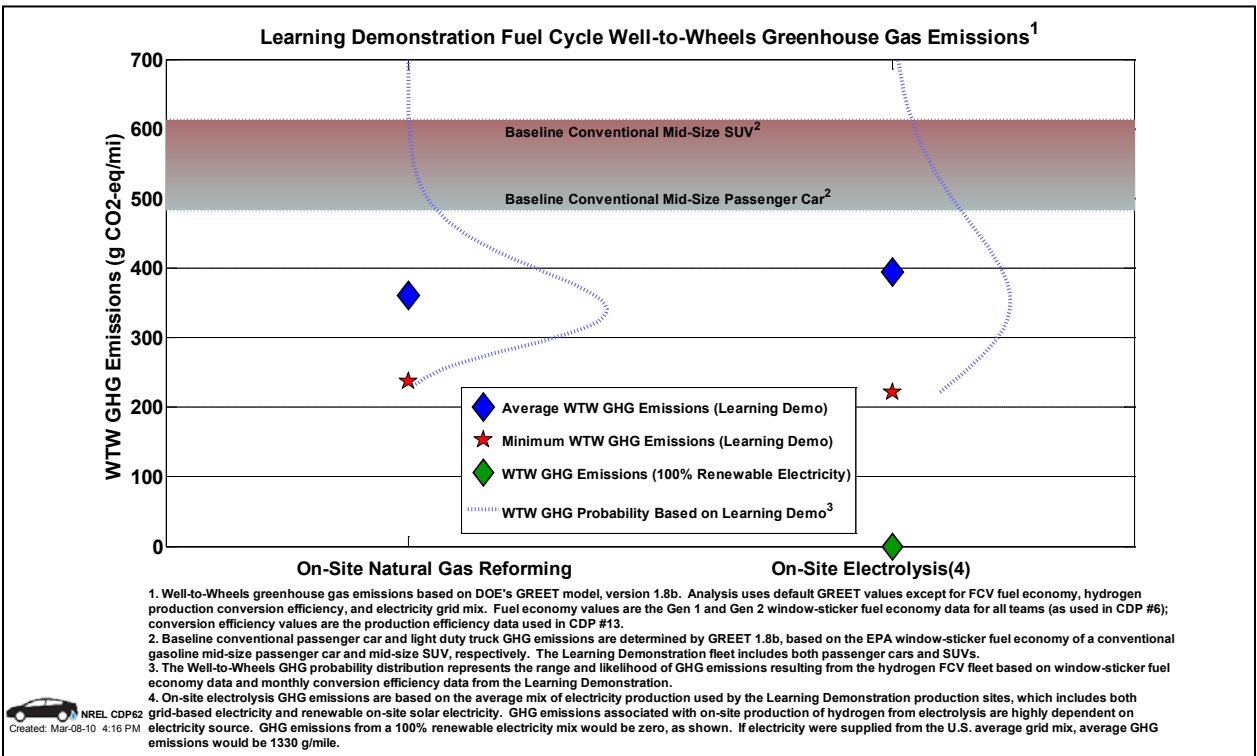 Learning Demonstration Fuel Cycle Well-to-Wheels Greenhouse Gas Emissions1
700
600
500
400
300
200
100
0
WTW GHG Emissions (g CO2-eq/mi)
Baseline Conventional Mid-Size SUV2
Baseline Conventional Mid-Size Passenger Car2
Average WTW GHG Emissions (Learning Demo)
Minimum WTW GHG Emissions (Learning Demo)
WTW GHG Emissions (100% Renewable Electricity)
WTW GHG Probability Based on Learning Demo3
On-Site Natural Gas Reforming
On-Site Electrolysis(4)
1. Well-to-Wheels greenhouse gas emissions based on DOE's GREET model, version 1.8b. Analysis uses default GREET values except for FCV fuel economy, hydrogen
production conversion efficiency, and electricity grid mix. Fuel economy values are the Gen 1 and Gen 2 window-sticker fuel economy data for all teams (as used in CDP #6);
conversion efficiency values are the production efficiency data used in CDP #13.
2. Baseline conventional passenger car and light duty truck GHG emissions are determined by GREET 1.8b, based on the EPA window-sticker fuel economy of a conventional
gasoline mid-size passenger car and mid-size SUV, respectively. The Learning Demonstration fleet includes both passenger cars and SUVs.
3. The Well-to-Wheels GHG probability distribution represents the range and likelihood of GHG emissions resulting from the hydrogen FCV fleet based on window-sticker fuel
economy data and monthly conversion efficiency data from the Learning Demonstration.
4. On-site electrolysis GHG emissions are based on the average mix of electricity production used by the Learning Demonstration production sites, which includes both
grid-based electricity and renewable on-site solar electricity. GHG emissions associated with on-site production of hydrogen from electrolysis are highly dependent on
electricity source. GHG emissions from a 100% renewable electricity mix would be zero, as shown. If electricity were supplied from the U.S. average grid mix, average GHG
emissions would be 1330 g/mile.
NREL CDP62
Created: Mar-08-10 4:16 PM